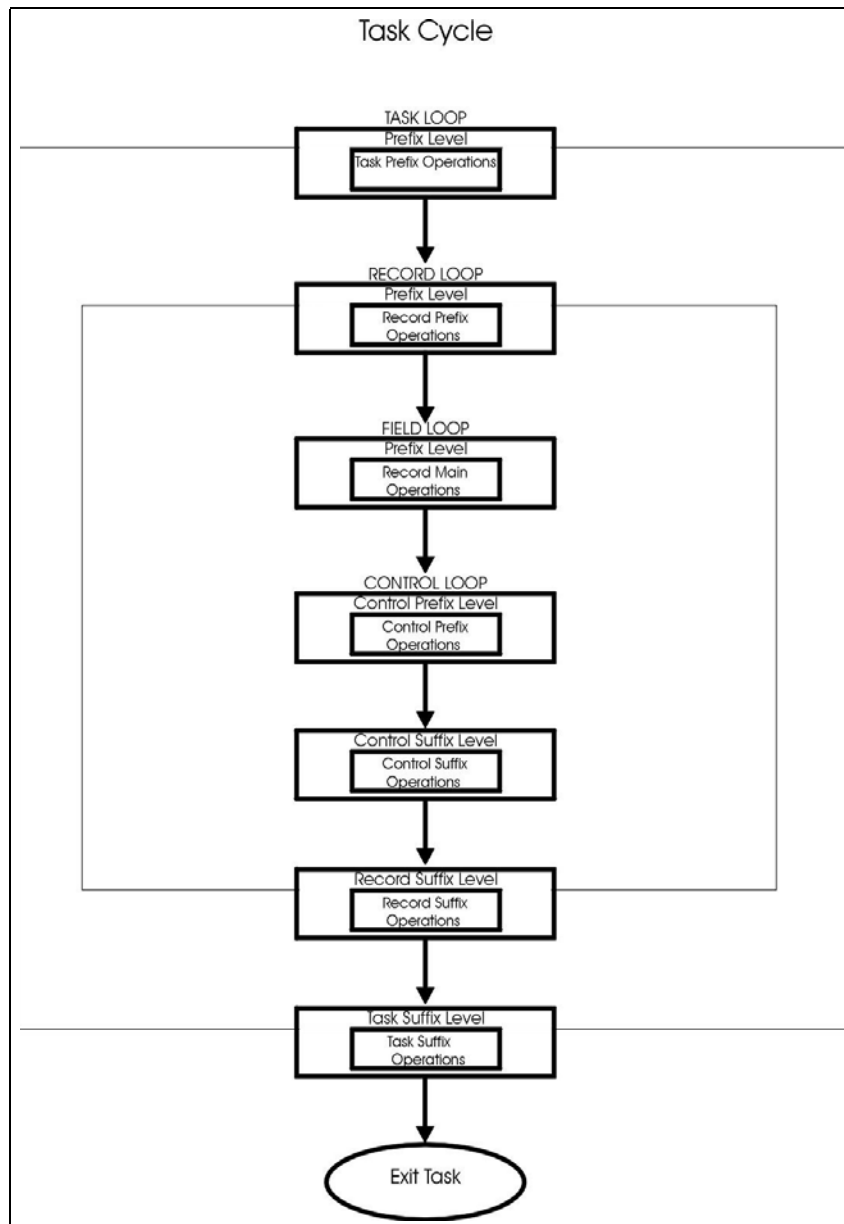 Task Cycle
TASK LOOP
Prefix Level
Task Prefix Operations
RECORD LOOP
Prefix Level
Record Prefix
Operations
FIELD LOOP
Prefix Level
Record Main
Operations
CONTROL LOOP
Control Prefix Level
Control Prefix
Operations
Control Suffix Level
Control Suffix
Operations
Record Suffix Level
Record Suffix
Operations
Task Suffix Level
Task Suffix
Operations
Exit Task